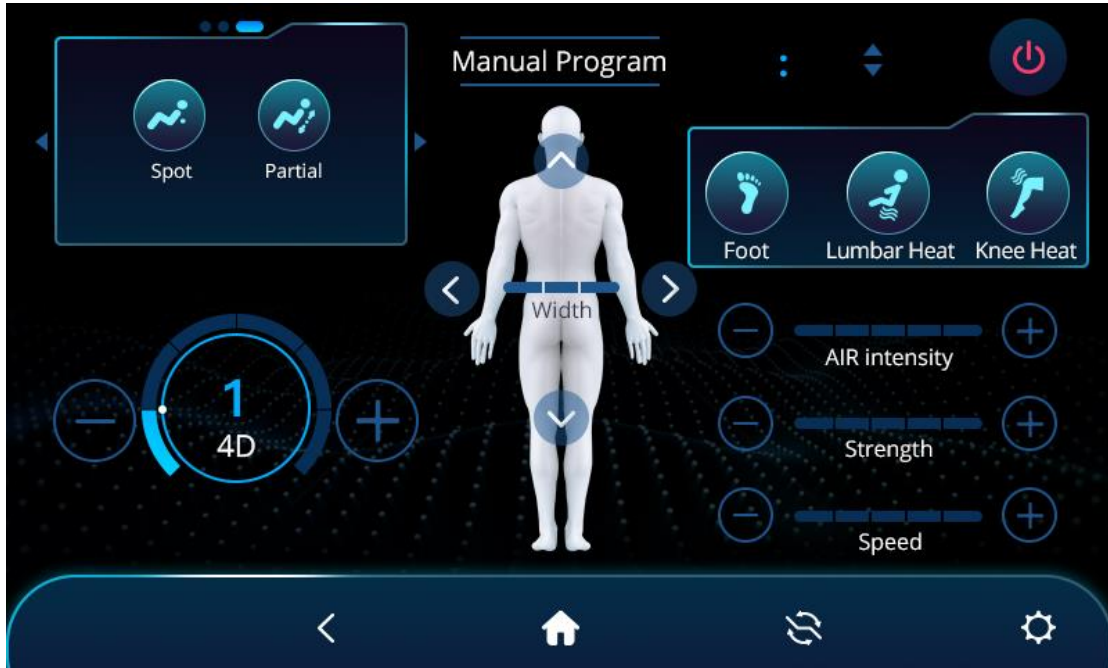 Manual Program
:
Spot
Partial
Foot
Lumbar Heat
Knee Heat
Width
AIR intensity
1
4D
Strength
Speed